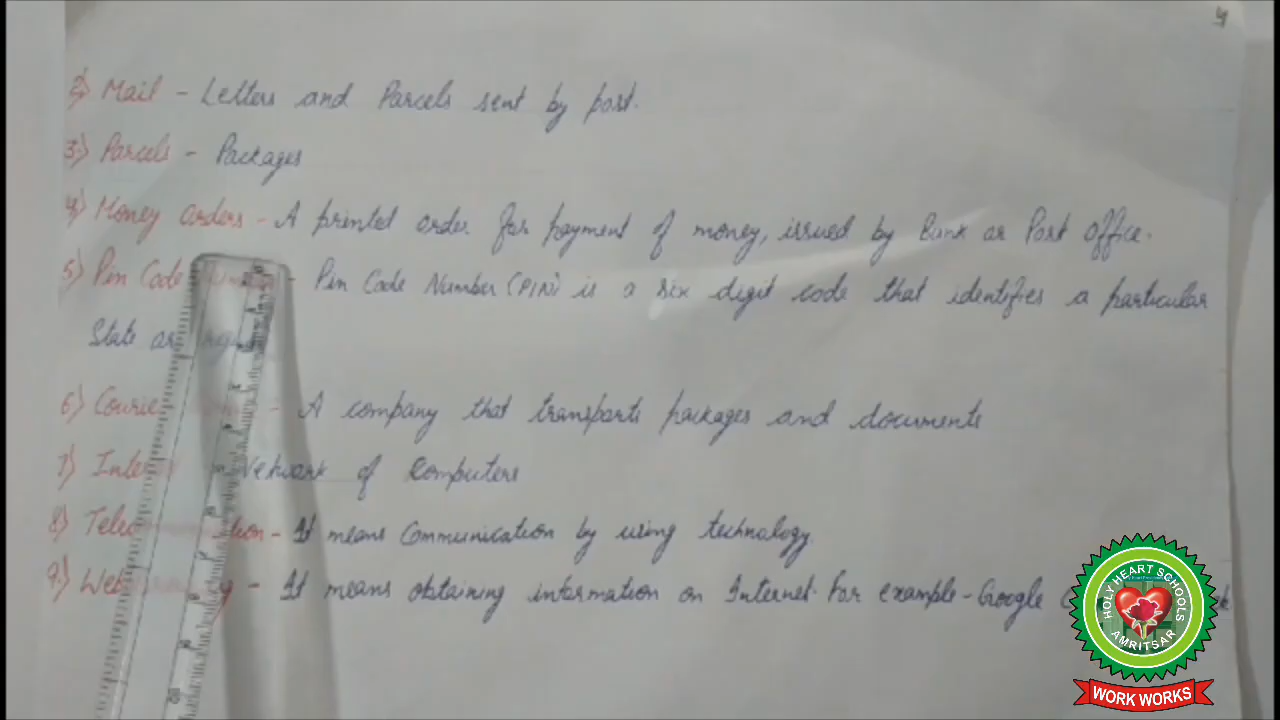 4
2) Mail - Letters and Parcels sent by post.
3) Parcels - Packages
4) Money orders - A printed order for payment of money, issued by Bank or Post office.
5) Pin Code - Pin Code Number (PIN) is a six digit code that identifies a particular
State or
6) - A company that transports packages and documents
7) Network of Computers
8) - It means Communication by using technology.
9.) - It means obtaining information on Internet. For example - Google
HOLY HEART SCHOOLS
AMRITSAR
WORK WORKS